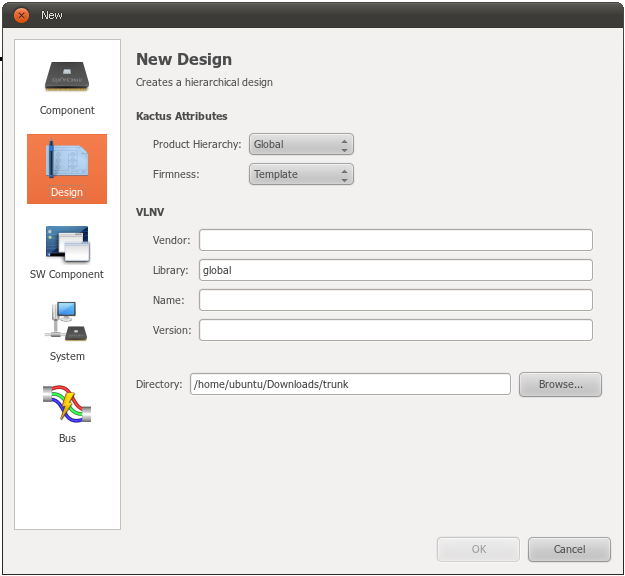 New
Component
Design
SW Component
System
Bus
New Design
Creates a hierarchical design
Kactus Attributes
Product Hierarchy: Global
Firmness: Template
VLNV
Vendor:
Library: global
Name:
Version:
Directory: /home/ubuntu/Downloads/trunk Browse...
OK Cancel